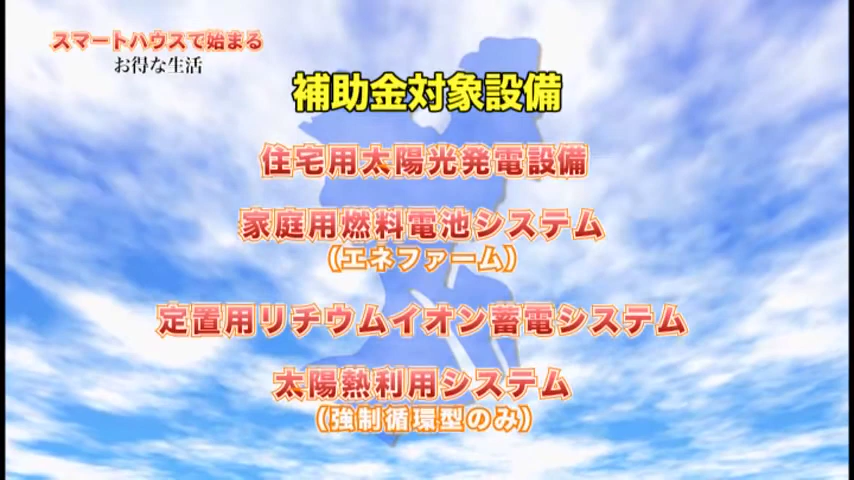 スマートハウスで始まる
お得な生活
補助金対象設備
住宅用太陽光発電設備
家庭用燃料電池システム
（エネファーム）
定置用リチウムイオン蓄電システム
太陽熱利用システム
（強制循環型のみ）